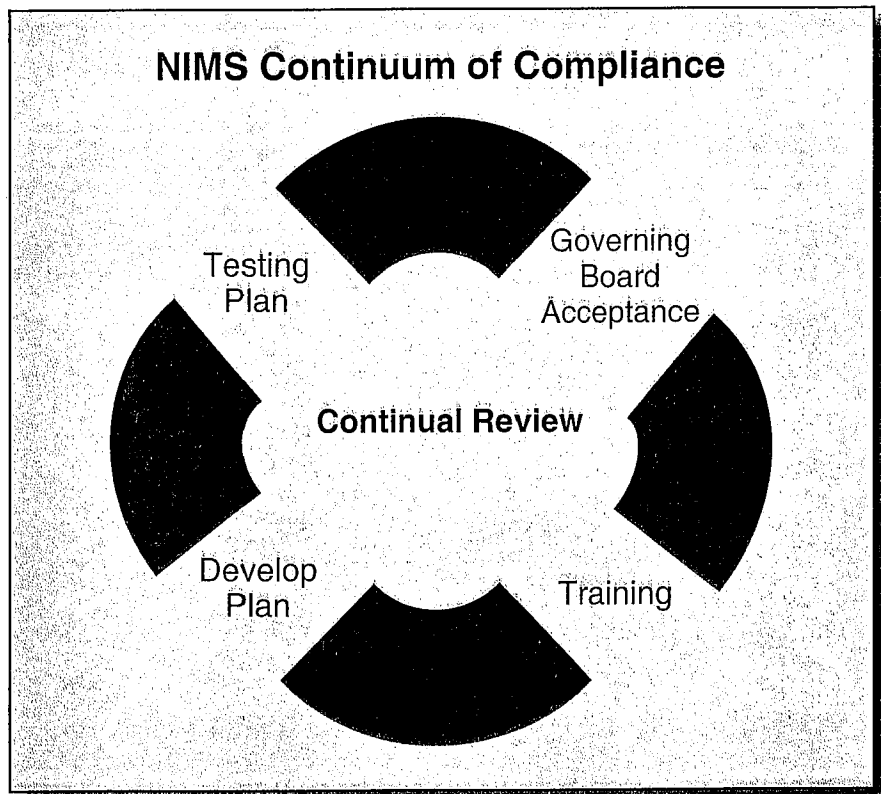 NIMS Continuum of Compliance
Testing
Plan
Governing
Board
Acceptance
Continual Review
Develop
Plan
Training